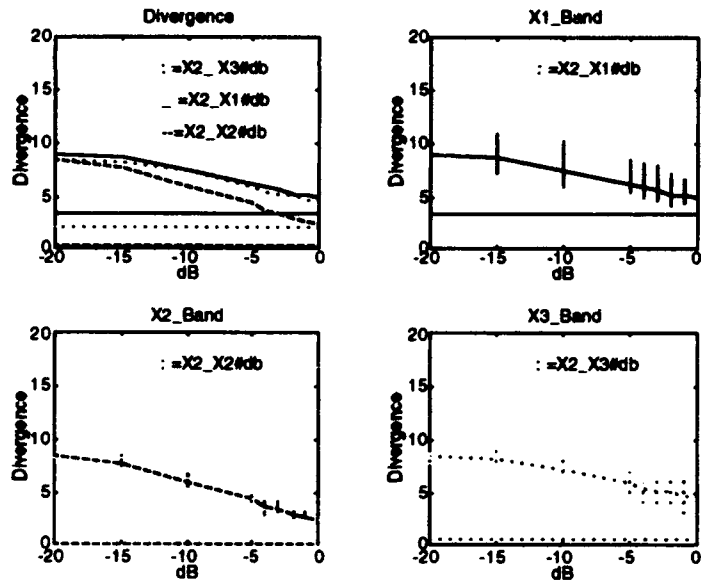 Divergence
20
15
10
5
0
Divergence
: =X2_ X3#db
_ =X2_X1#db
--=X2_X2#db
-20 -15 -10 -5 0
dB
X1_Band
20
15
10
5
0
Divergence
: =X2_X1#db
-20 -15 -10 -5 0
dB
X2_Band
20
15
10
5
0
Divergence
: =X2_X2#db
-20 -15 -10 -5 0
dB
X3_Band
20
15
10
5
0
Divergence
: =X2_X3#db
-20 -15 -10 -5 0
dB